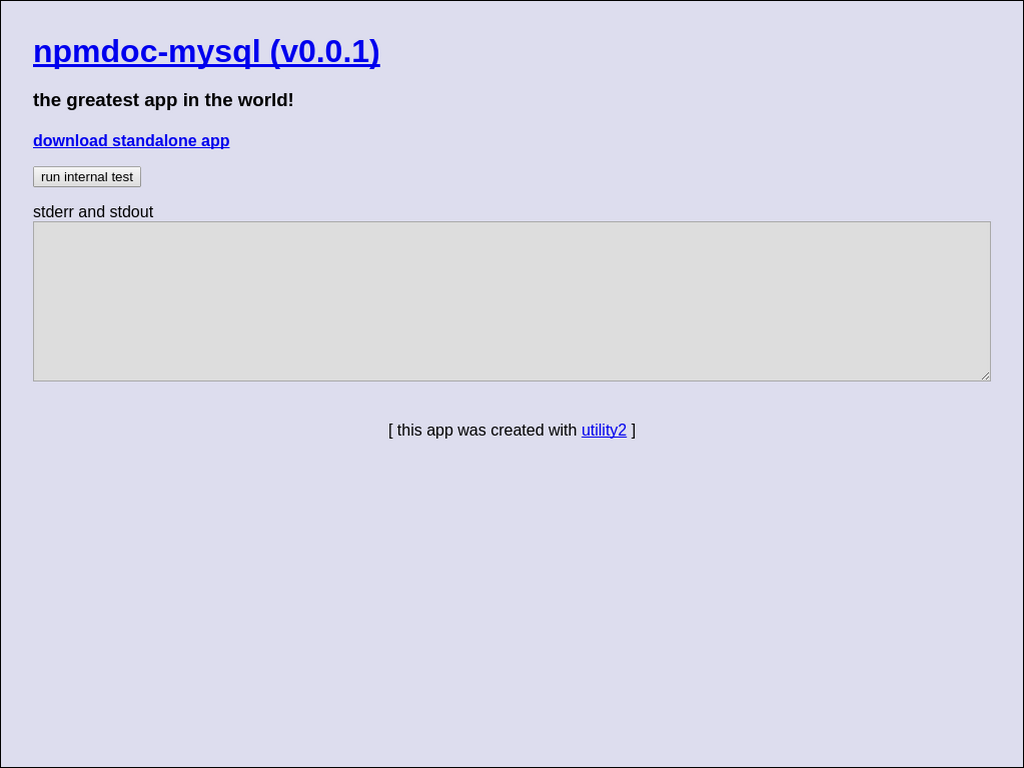 npmdoc-mysql (v0.0.1)
the greatest app in the world!
download standalone app
run internal test
stderr and stdout
[ this app was created with utility2 ]